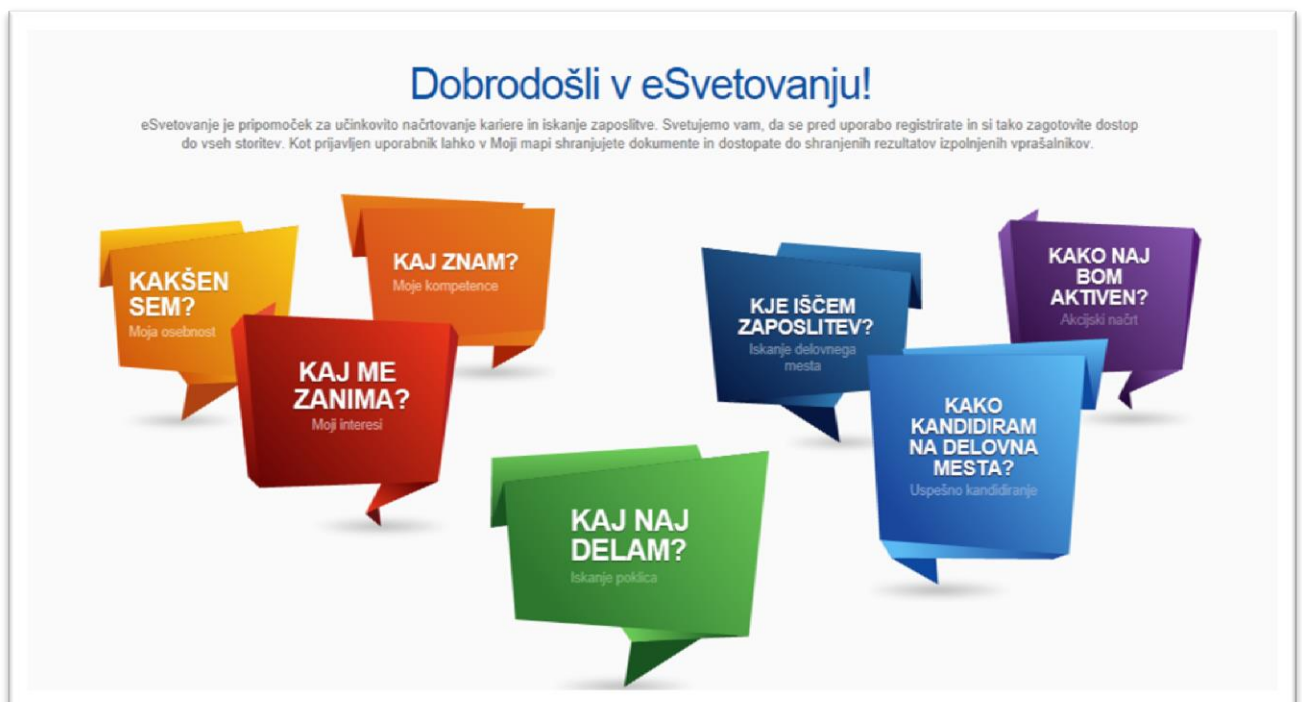 Dobrodošli v eSvetovanju!
eSvetovanje je pripomoček za učinkovito načrtovanje kariere in iskanje zaposlitve. Svetujemo vam, da se pred uporabo registrirate in si tako zagotovite dostop
do vseh storitev. Kot prijavljen uporabnik lahko v Moji mapi shranjujete dokumente in dostopate do shranjenih rezultatov izpolnjenih vprašalnikov.
KAKŠEN
SEM?
Moja osebnost
KAJ ZNAM?
Moje kompetence
KAJ ME
ZANIMA?
Moji interesi
KAJ NAJ
DELAM?
Iskanje poklica
KJE IŠČEM
ZAPOSLITEV?
Iskanje delovnega
mesta
KAKO
KANDIDIRAM
NA DELOVNA
MESTA?
Uspešno kandidiranje
KAKO NAJ
BOM
AKTIVEN?
Akcijski načrt